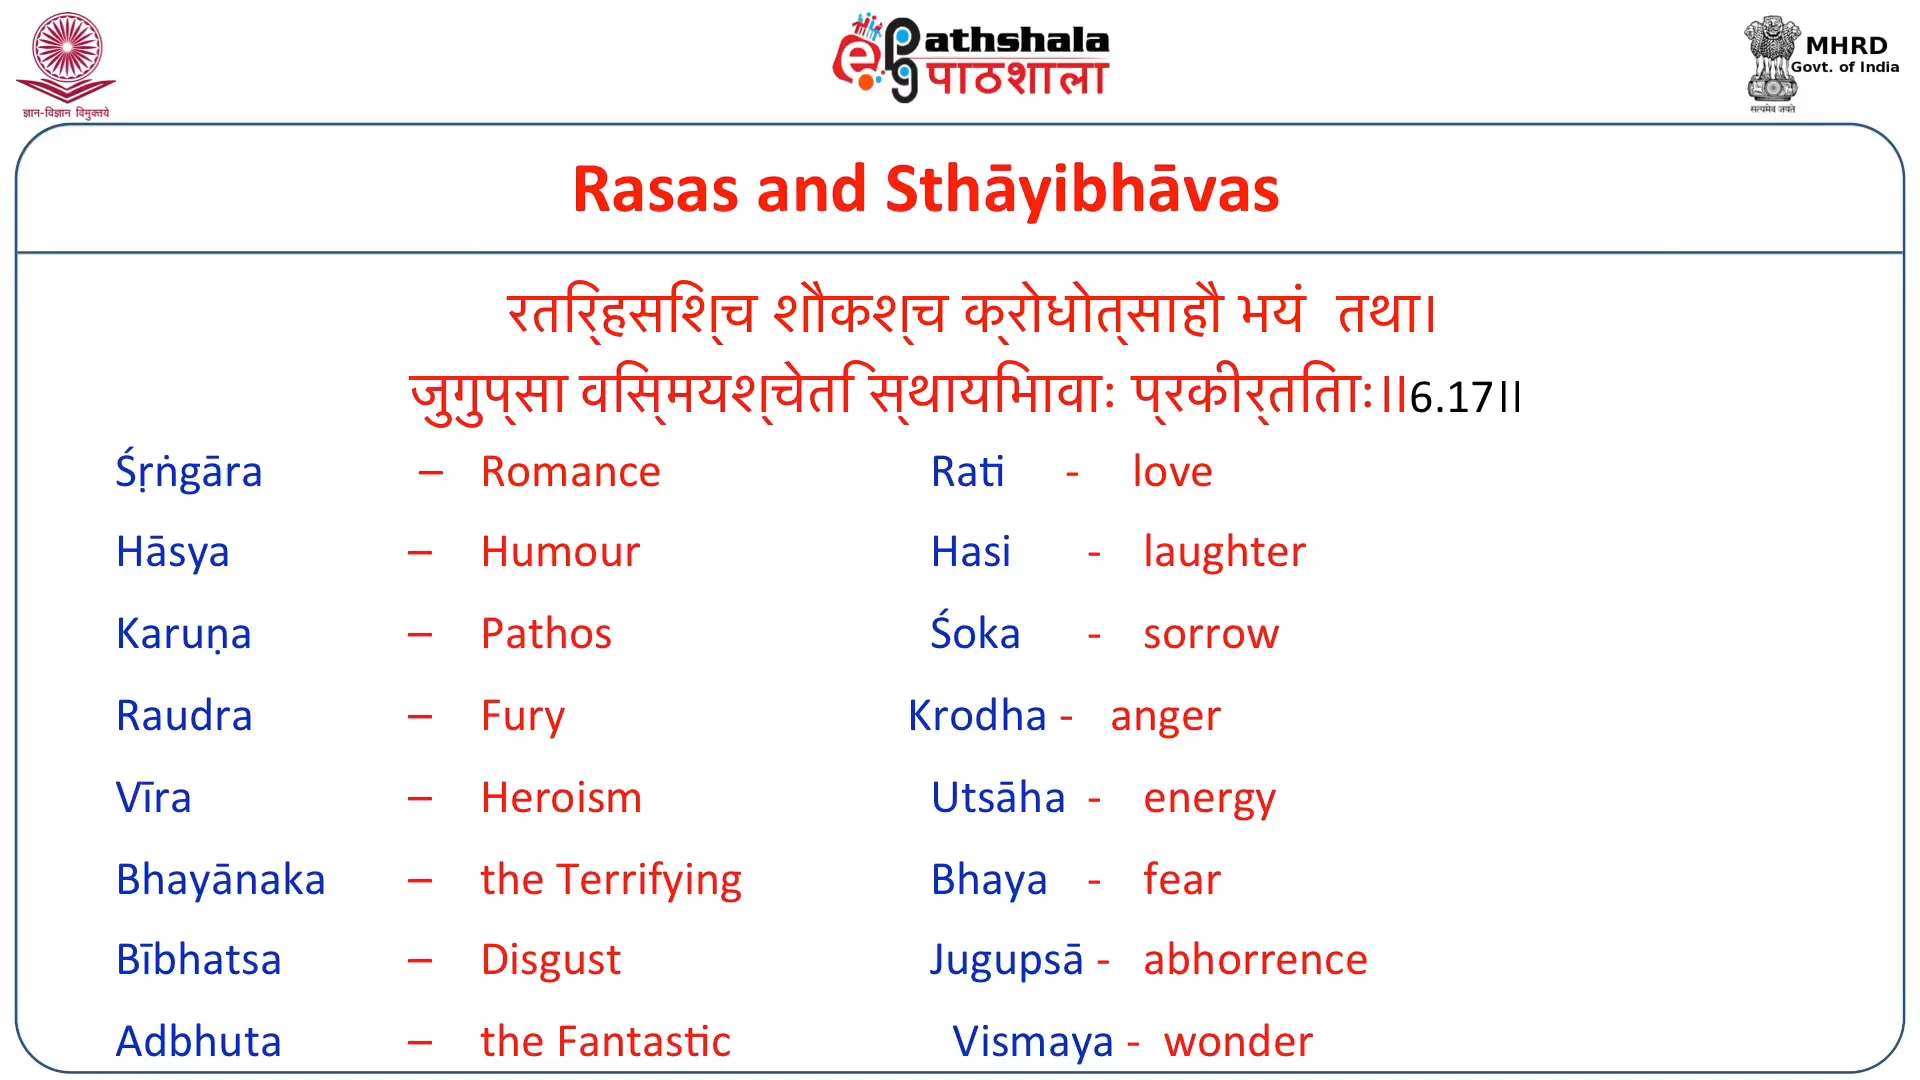 ज्ञान-विज्ञान विमुक्तये
ePG Pathshala
पाठशाला
MHRD
Govt. of India
सत्यमेव जयते
Rasas and Sthāyibhāvas
रतिर्हसश्चि शौकश्च क्रोधोत्साहौ भयं तथा।
जुगुप्सा विस्मयश्चेति स्थायिभावाः प्रकीर्तिताः॥6.17॥
Śṛṅgāra – Romance Rati - love
Hāsya – Humour Hasi - laughter
Karuṇa – Pathos Śoka - sorrow
Raudra – Fury Krodha - anger
Vīra – Heroism Utsāha - energy
Bhayānaka – the Terrifying Bhaya - fear
Bībhatsa – Disgust Jugupsā - abhorrence
Adbhuta – the Fantastic Vismaya - wonder